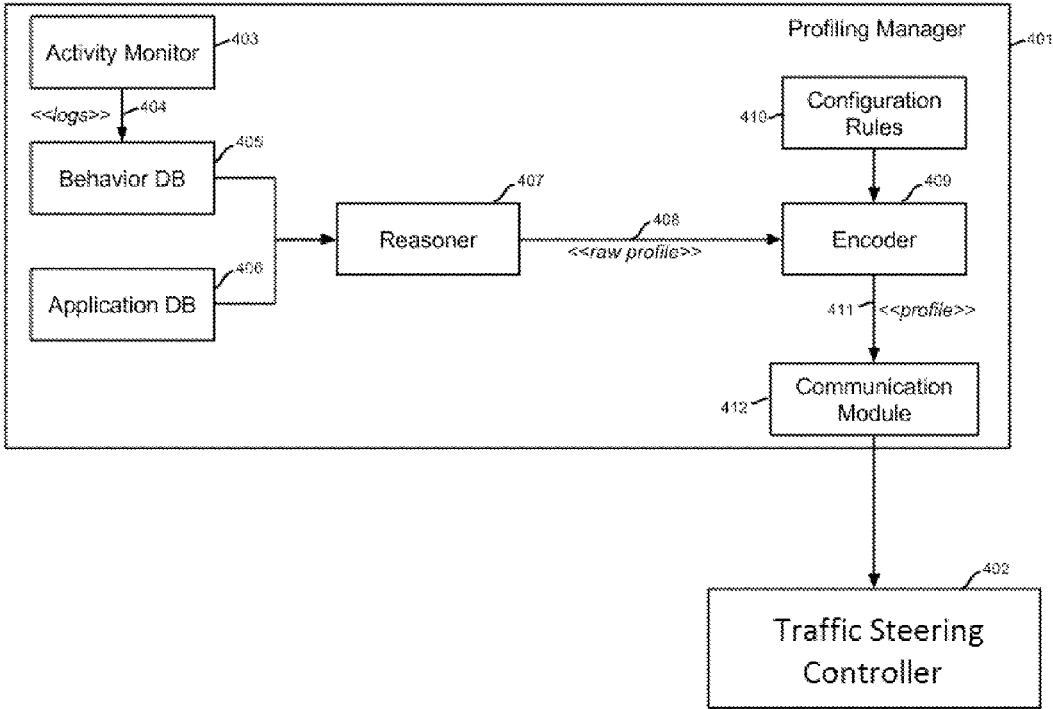 Profiling Manager
401
Activity Monitor
403
<<logs>>
404
Behavior DB
405
Application DB
406
Reasoner
407
408
<<raw profile>>
Configuration
Rules
410
Encoder
409
411
<<profile>>
Communication
Module
412
402
Traffic Steering
Controller